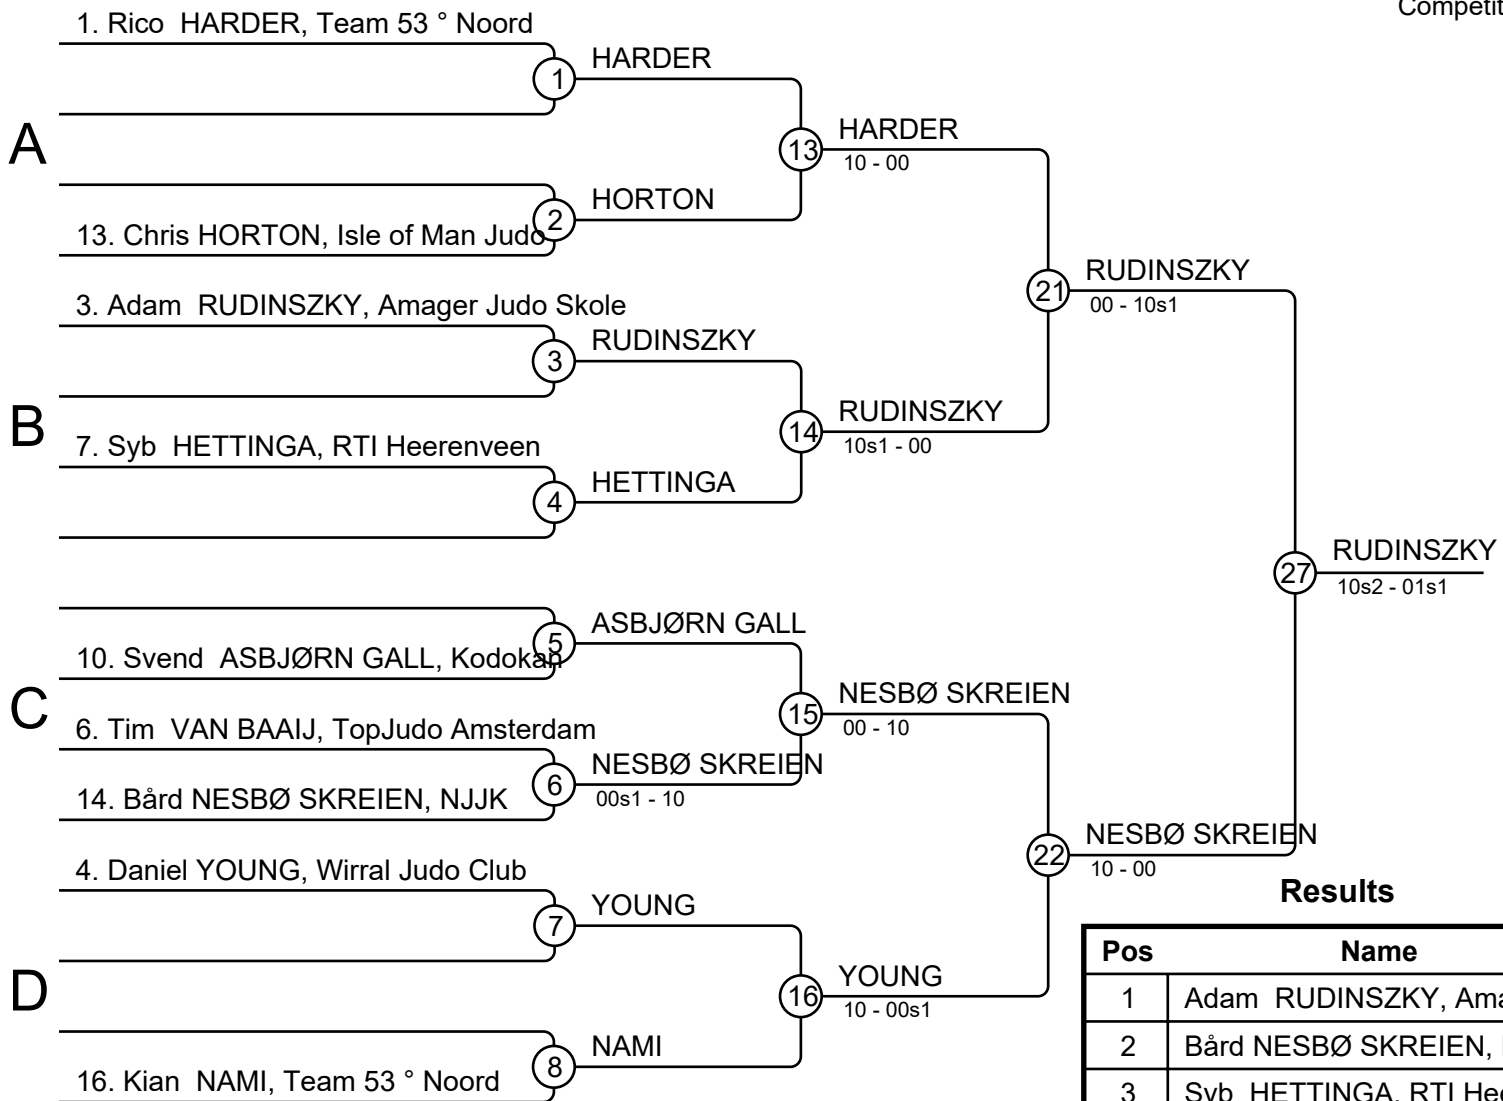 Competit
1. Rico HARDER, Team 53 ° Noord
1
HARDER
A
13
HARDER
10 - 00
2
HORTON
13. Chris HORTON, Isle of Man Judo
21
RUDINSZKY
00 - 10s1
3. Adam RUDINSZKY, Amager Judo Skole
3
RUDINSZKY
B
14
RUDINSZKY
10s1 - 00
7. Syb HETTINGA, RTI Heerenveen
4
HETTINGA
27
RUDINSZKY
10s2 - 01s1
5
ASBJØRN GALL
10. Svend ASBJØRN GALL, Kodokan
C
15
NESBØ SKREIEN
00 - 10
6. Tim VAN BAAIJ, TopJudo Amsterdam
6
NESBØ SKREIEN
00s1 - 10
14. Bård NESBØ SKREIEN, NJJK
22
NESBØ SKREIEN
10 - 00
4. Daniel YOUNG, Wirral Judo Club
7
YOUNG
D
16
YOUNG
10 - 00s1
8
NAMI
16. Kian NAMI, Team 53 ° Noord
Results
Pos Name
1 Adam RUDINSZKY, Ama
2 Bård NESBØ SKREIEN,
3 Syb HETTINGA, RTI Hee